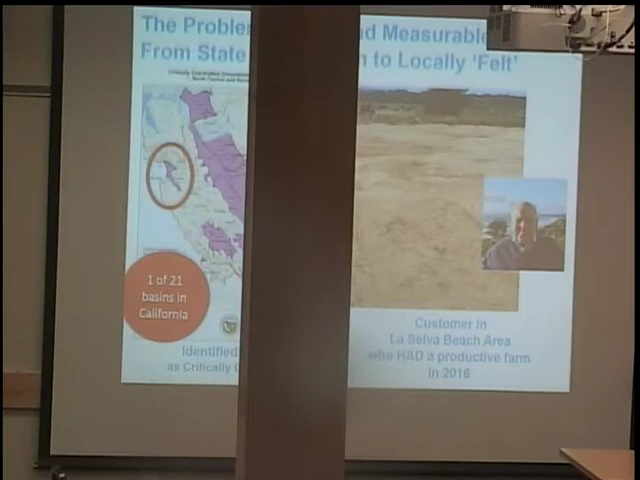 The Proble d Measurable
From State n to Locally ‘Felt’
1 of 21
basins in
California
Identified
as Critically
Customer in
La Selva Beach Area
who HAD a productive farm
in 2016